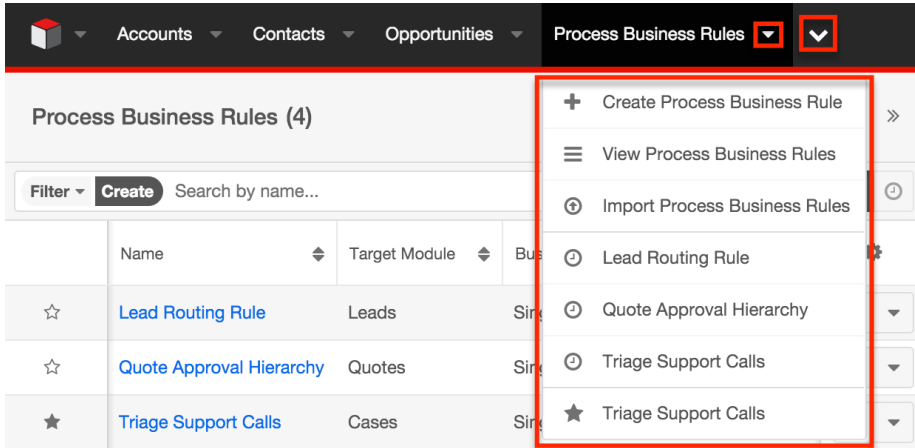 Accounts Contacts Opportunities Process Business Rules
Process Business Rules (4)
Create Process Business Rule
View Process Business Rules
Filter Create Search by name...
Import Process Business Rules
Name Target Module
Lead Routing Rule
Lead Routing Rule Leads
Quote Approval Hierarchy
Quote Approval Hierarchy Quotes
Triage Support Calls
Triage Support Calls Cases
Triage Support Calls